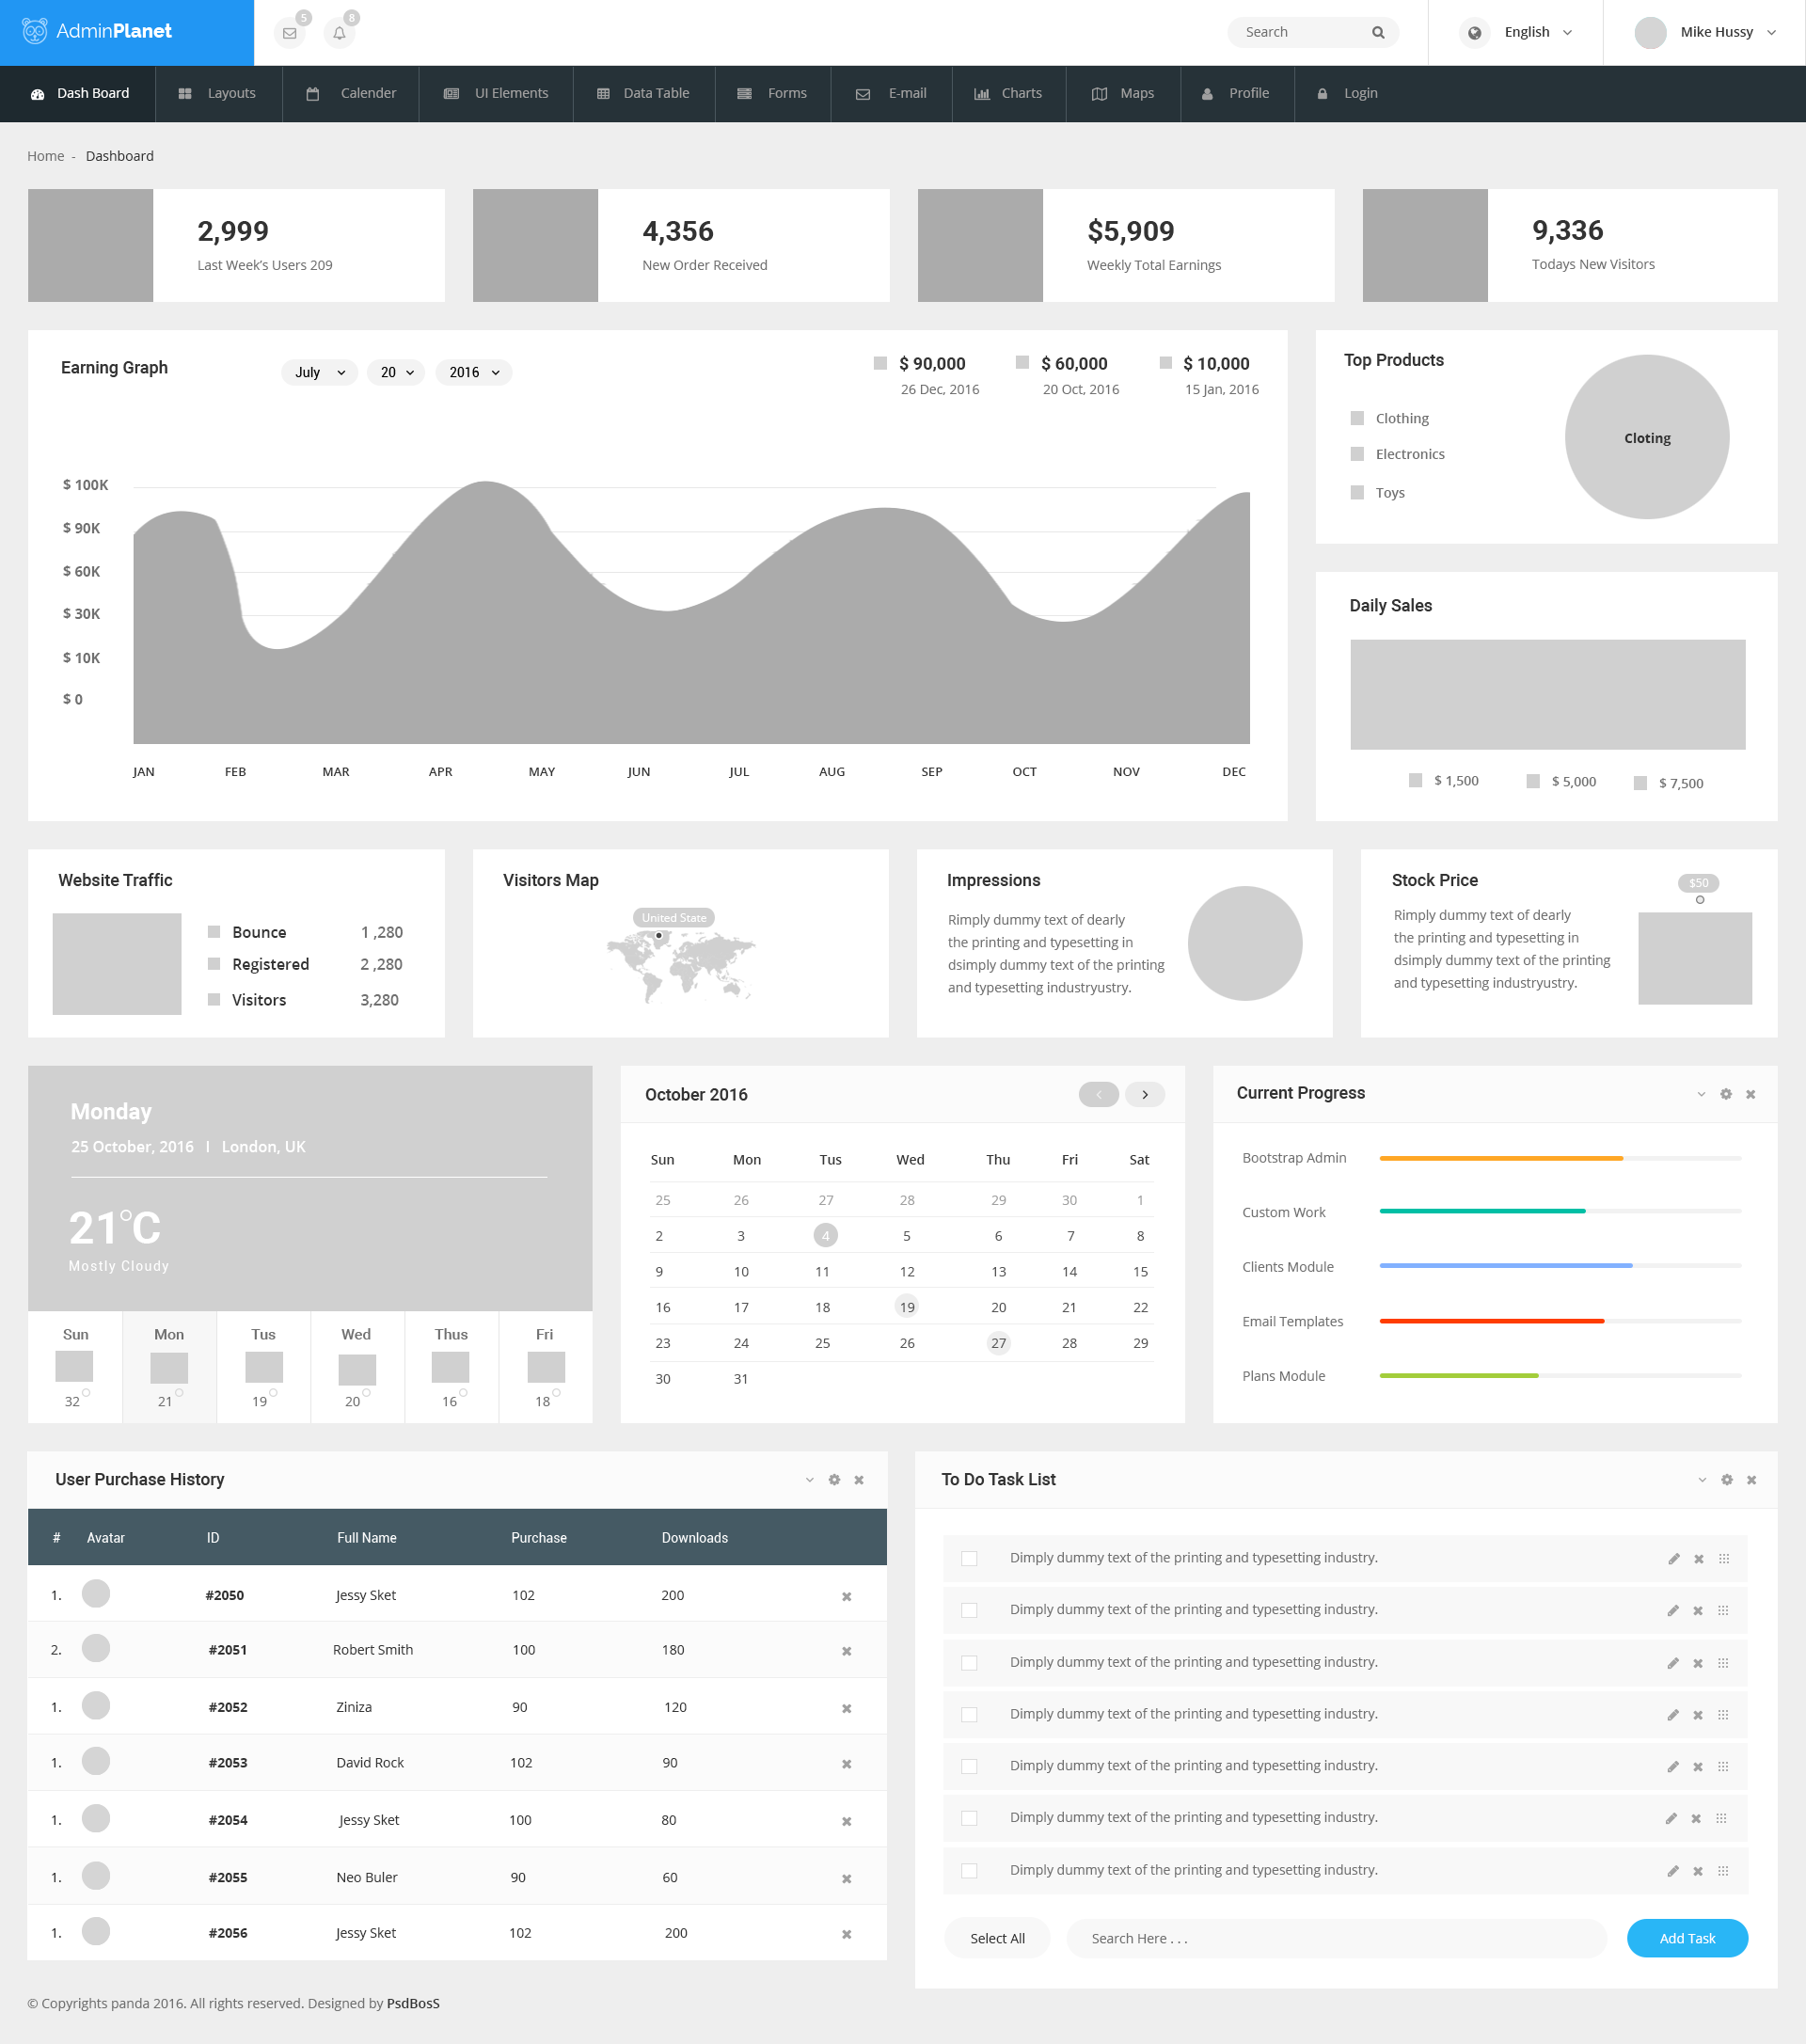 AdminPlanet
5
8
Search
English
Mike Hussy
Dash Board
Layouts
Calender
UI Elements
Data Table
Forms
E-mail
Charts
Maps
Profile
Login
Home - Dashboard
2,999
Last Week's Users 209
4,356
New Order Received
$5,909
Weekly Total Earnings
9,336
Todays New Visitors
Earning Graph
July
20
2016
$ 90,000
26 Dec, 2016
$ 60,000
20 Oct, 2016
$ 10,000
15 Jan, 2016
$ 100K
$ 90K
$ 60K
$ 30K
$ 10K
$ 0
JAN FEB MAR APR MAY JUN JUL AUG SEP OCT NOV DEC
Top Products
Clothing
Electronics
Toys
Cloting
Daily Sales
$ 1,500
$ 5,000
$ 7,500
Website Traffic
Bounce 1 ,280
Registered 2 ,280
Visitors 3,280
Visitors Map
United State
Impressions
Rimply dummy text of dearly
the printing and typesetting in
dsimply dummy text of the printing
and typesetting industryustry.
Stock Price
$50
Rimply dummy text of dearly
the printing and typesetting in
dsimply dummy text of the printing
and typesetting industryustry.
Monday
25 October, 2016 I London, UK
21°C
Mostly Cloudy
Sun Mon Tus Wed Thus Fri
32 21 19 20 16 18
October 2016
Sun Mon Tus Wed Thu Fri Sat
25 26 27 28 29 30 1
2 3 4 5 6 7 8
9 10 11 12 13 14 15
16 17 18 19 20 21 22
23 24 25 26 27 28 29
30 31
Current Progress
Bootstrap Admin
Custom Work
Clients Module
Email Templates
Plans Module
User Purchase History
# Avatar ID Full Name Purchase Downloads
1. #2050 Jessy Sket 102 200
2. #2051 Robert Smith 100 180
1. #2052 Ziniza 90 120
1. #2053 David Rock 102 90
1. #2054 Jessy Sket 100 80
1. #2055 Neo Buler 90 60
1. #2056 Jessy Sket 102 200
To Do Task List
Dimply dummy text of the printing and typesetting industry.
Dimply dummy text of the printing and typesetting industry.
Dimply dummy text of the printing and typesetting industry.
Dimply dummy text of the printing and typesetting industry.
Dimply dummy text of the printing and typesetting industry.
Dimply dummy text of the printing and typesetting industry.
Dimply dummy text of the printing and typesetting industry.
Select All
Search Here . . .
Add Task
© Copyrights panda 2016. All rights reserved. Designed by PsdBosS